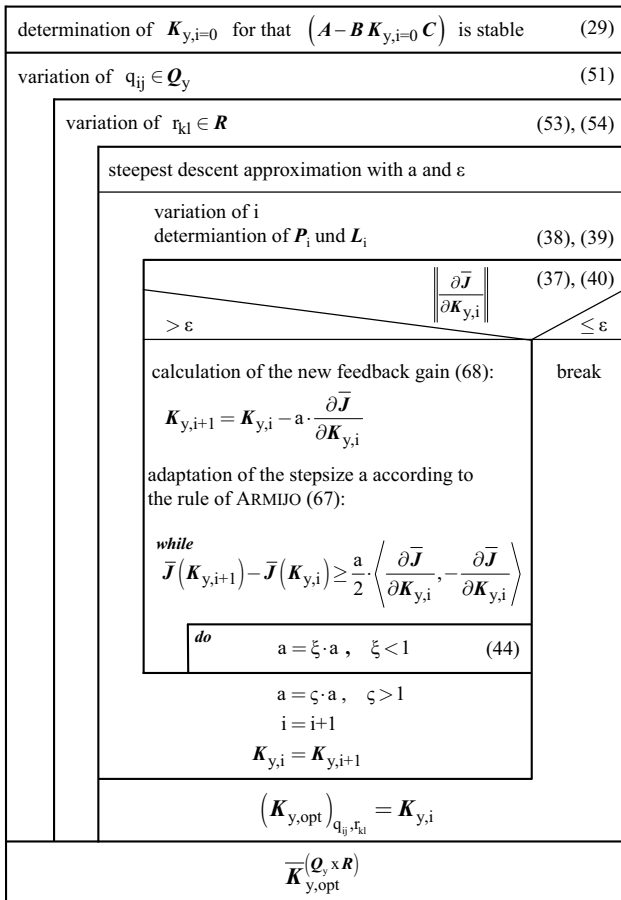 determination of K_{y,i=0} for that (A − B K_{y,i=0} C) is stable (29)
variation of q_{ij} ∈ Q_y (51)
variation of r_{kl} ∈ R (53), (54)
steepest descent approximation with a and ε
variation of i
determiantion of P_i und L_i (38), (39)
‖∂J̅/∂K_{y,i}‖ (37), (40)
> ε ≤ ε
calculation of the new feedback gain (68): break
K_{y,i+1} = K_{y,i} − a · ∂J̅/∂K_{y,i}
adaptation of the stepsize a according to
the rule of ARMIJO (67):
while
J̅(K_{y,i+1}) − J̅(K_{y,i}) ≥ a/2 · ⟨∂J̅/∂K_{y,i}, −∂J̅/∂K_{y,i}⟩
do a = ξ·a , ξ < 1 (44)
a = ς·a , ς > 1
i = i+1
K_{y,i} = K_{y,i+1}
(K_{y,opt})_{q_{ij},r_{kl}} = K_{y,i}
K̅_{y,opt}^{(Q_y x R)}